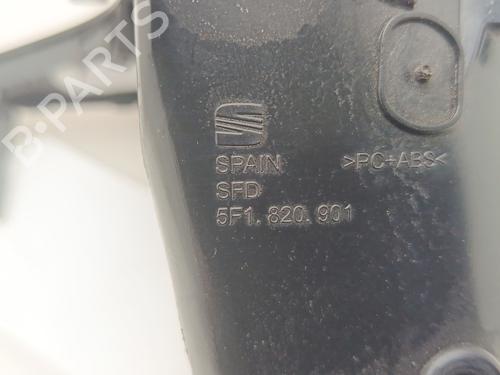 B-PARTS
SPAIN >PC+ABS<
SFD
5F1. 820. 901